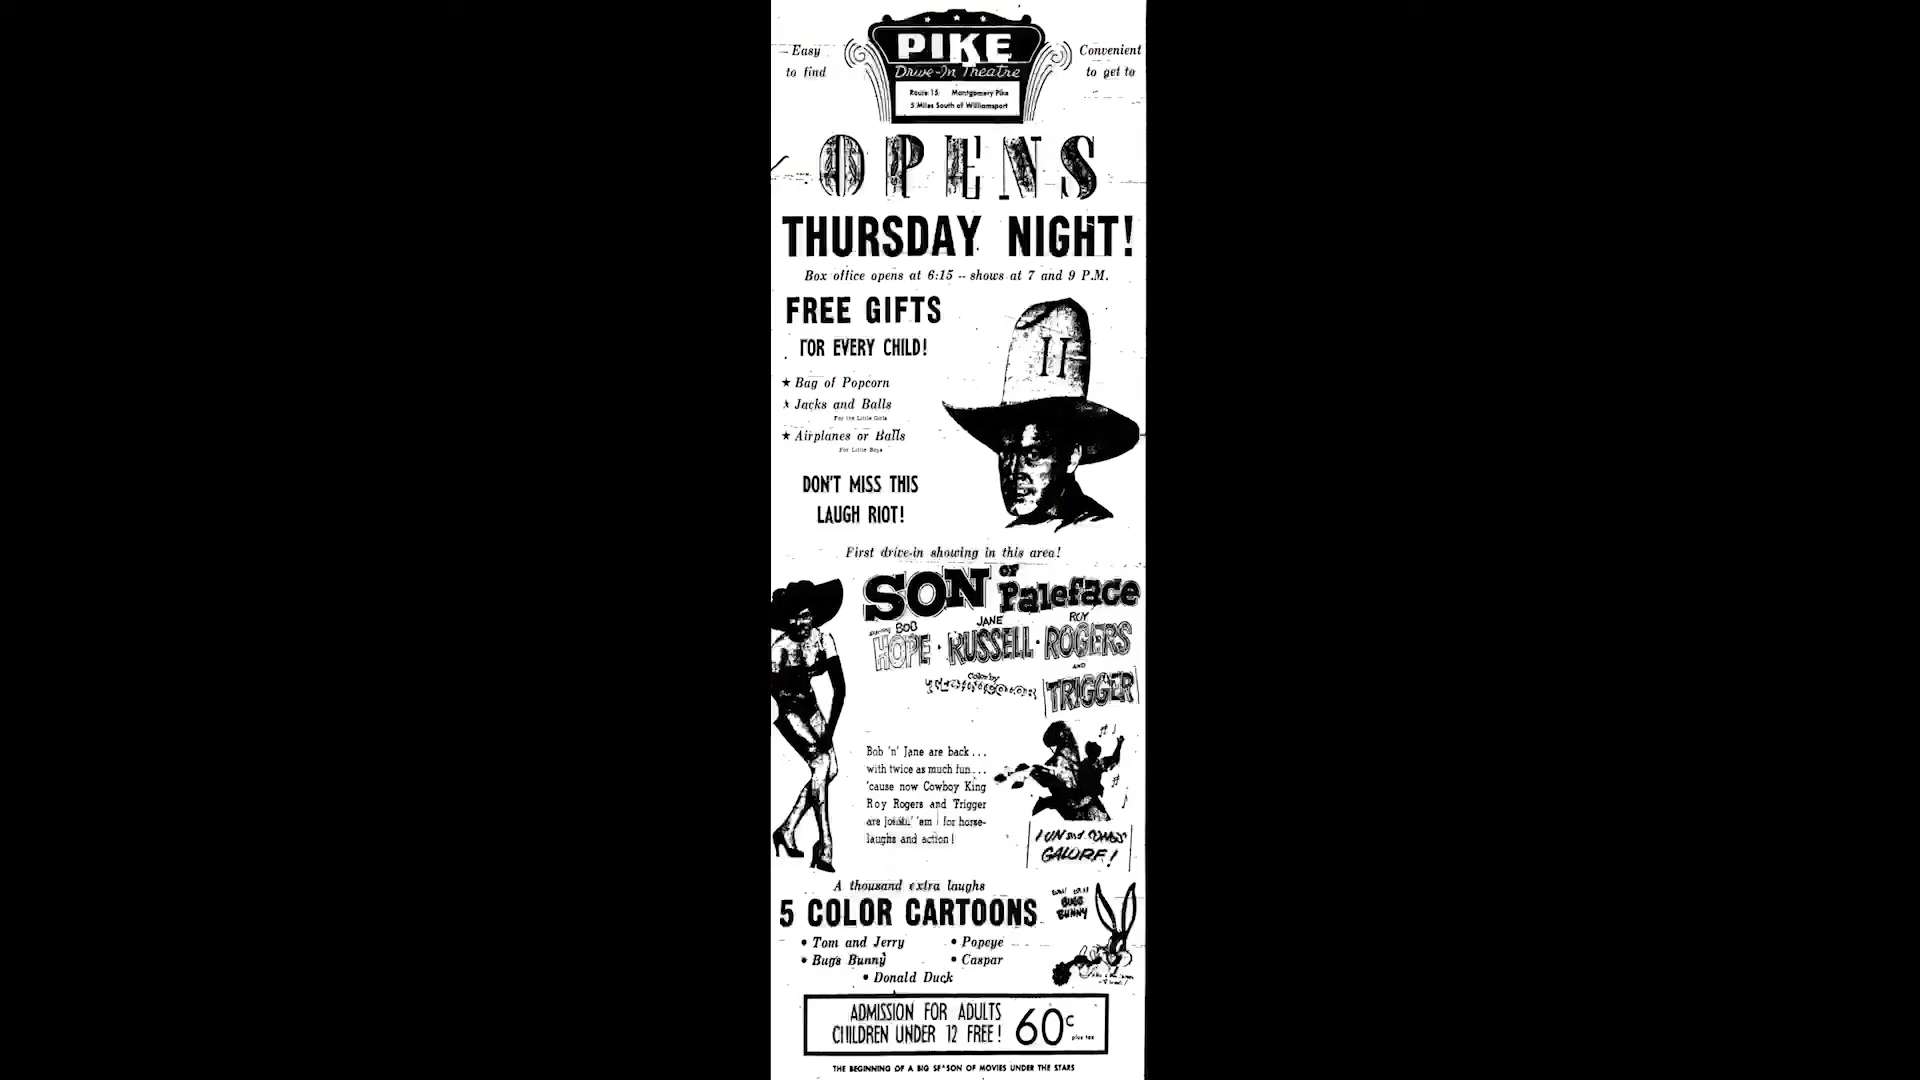 Easy
to find
PIKE
Drive-In Theatre
Route 15 Montgomery Pike
5 Miles South of Williamsport
Convenient
to get to
OPENS
THURSDAY NIGHT!
Box office opens at 6:15 -- shows at 7 and 9 P.M.
FREE GIFTS
FOR EVERY CHILD!
★ Bag of Popcorn
★ Jacks and Balls
For the Little Girls
★ Airplanes or Balls
For Little Boys
DON'T MISS THIS
LAUGH RIOT!
First drive-in showing in this area!
SON OF Paleface
Starring BOB HOPE · JANE RUSSELL · ROY ROGERS
AND
Color by TECHNICOLOR
TRIGGER
Bob 'n' Jane are back...
with twice as much fun...
'cause now Cowboy King
Roy Rogers and Trigger
are joinin' 'em for horse-
laughs and action!
FUN and SONGS
GALORE!
A thousand extra laughs
5 COLOR CARTOONS
BUGS
BUNNY
• Tom and Jerry
• Popeye
• Bugs Bunny
• Caspar
• Donald Duck
ADMISSION FOR ADULTS
CHILDREN UNDER 12 FREE!
60c
plus tax
THE BEGINNING OF A BIG SEASON OF MOVIES UNDER THE STARS